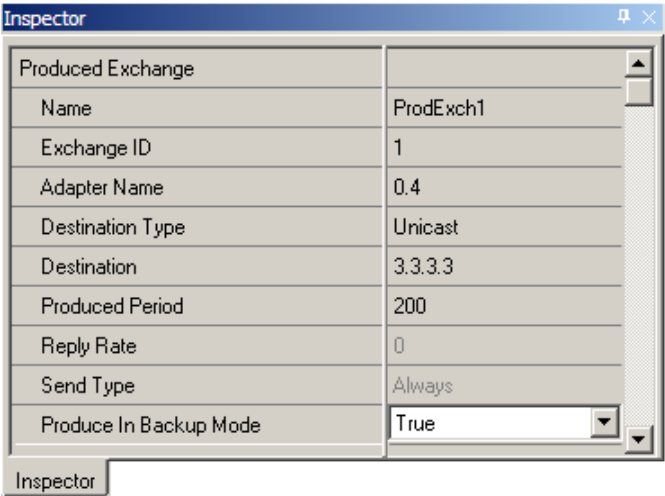 Inspector
Produced Exchange
Name ProdExch1
Exchange ID 1
Adapter Name 0.4
Destination Type Unicast
Destination 3.3.3.3
Produced Period 200
Reply Rate 0
Send Type Always
Produce In Backup Mode True
Inspector